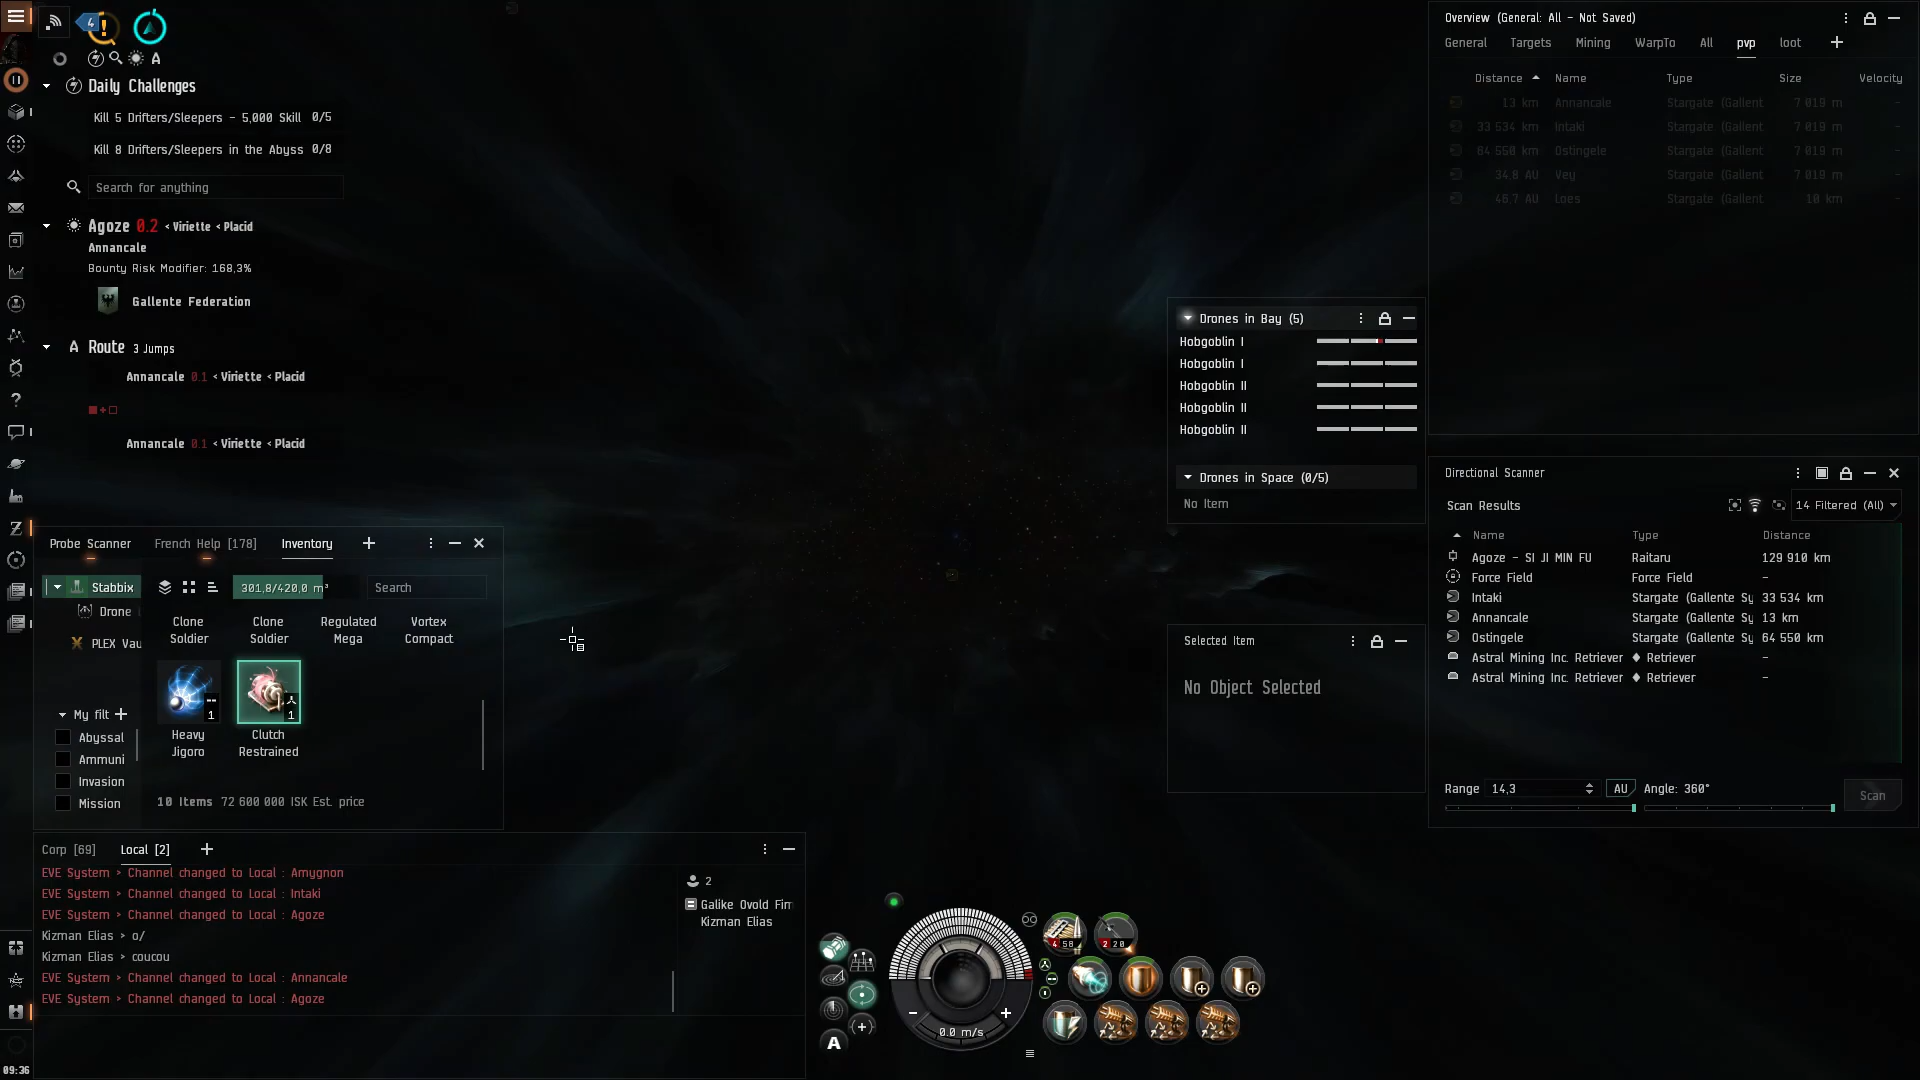 4
Daily Challenges
Kill 5 Drifters/Sleepers - 5,000 Skill 0/5
Kill 8 Drifters/Sleepers in the Abyss 0/8
Search for anything
Agoze 0.2 < Viriette < Placid
Annancale
Bounty Risk Modifier: 168,3%
Gallente Federation
Route 3 Jumps
Annancale 0.1 < Viriette < Placid
Annancale 0.1 < Viriette < Placid
Probe Scanner French Help [178] Inventory
Stabbix
301,8/420,0 m³
Search
Drone
PLEX Vau
Clone Soldier
Clone Soldier
Regulated Mega
Vortex Compact
1
Heavy Jigoro
1
Clutch Restrained
My filt
Abyssal
Ammuni
Invasion
Mission
10 Items 72 600 000 ISK Est. price
Corp [69] Local [2]
EVE System > Channel changed to Local : Amygnon
EVE System > Channel changed to Local : Intaki
EVE System > Channel changed to Local : Agoze
Kizman Elias > o/
Kizman Elias > coucou
EVE System > Channel changed to Local : Annancale
EVE System > Channel changed to Local : Agoze
2
Galike Ovold Fim
Kizman Elias
09:36
A
0.0 m/s
4 58
2 20
Overview (General: All - Not Saved)
General Targets Mining WarpTo All pvp loot
Distance Name Type Size Velocity
13 km Annancale Stargate (Gallent 7 019 m -
33 534 km Intaki Stargate (Gallent 7 019 m -
64 550 km Ostingele Stargate (Gallent 7 019 m -
34,8 AU Vey Stargate (Gallent 7 019 m -
46,7 AU Loes Stargate (Gallent 10 km -
Drones in Bay (5)
Hobgoblin I
Hobgoblin I
Hobgoblin II
Hobgoblin II
Hobgoblin II
Drones in Space (0/5)
No Item
Directional Scanner
Scan Results
14 Filtered (All)
Name Type Distance
Agoze - SI JI MIN FU Raitaru 129 910 km
Force Field Force Field -
Intaki Stargate (Gallente Sy 33 534 km
Annancale Stargate (Gallente Sy 13 km
Ostingele Stargate (Gallente Sy 64 550 km
Astral Mining Inc. Retriever Retriever -
Astral Mining Inc. Retriever Retriever -
Range 14,3 AU Angle: 360° Scan
Selected Item
No Object Selected